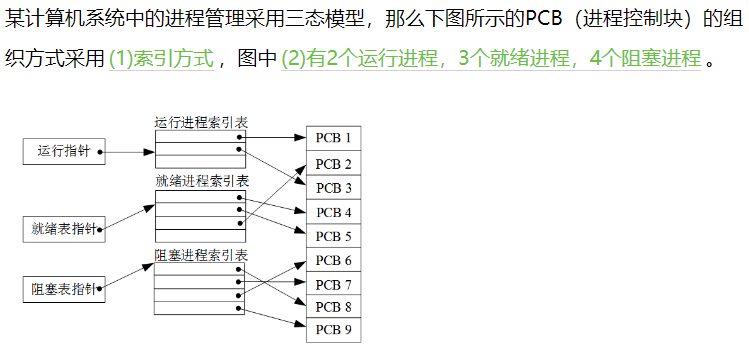 某计算机系统中的进程管理采用三态模型，那么下图所示的PCB（进程控制块）的组
织方式采用 (1)索引方式 ，图中 (2)有2个运行进程，3个就绪进程，4个阻塞进程 。
运行进程索引表
运行指针
PCB 1
PCB 2
就绪进程索引表
PCB 3
PCB 4
就绪表指针
PCB 5
阻塞进程索引表
PCB 6
阻塞表指针
PCB 7
PCB 8
PCB 9